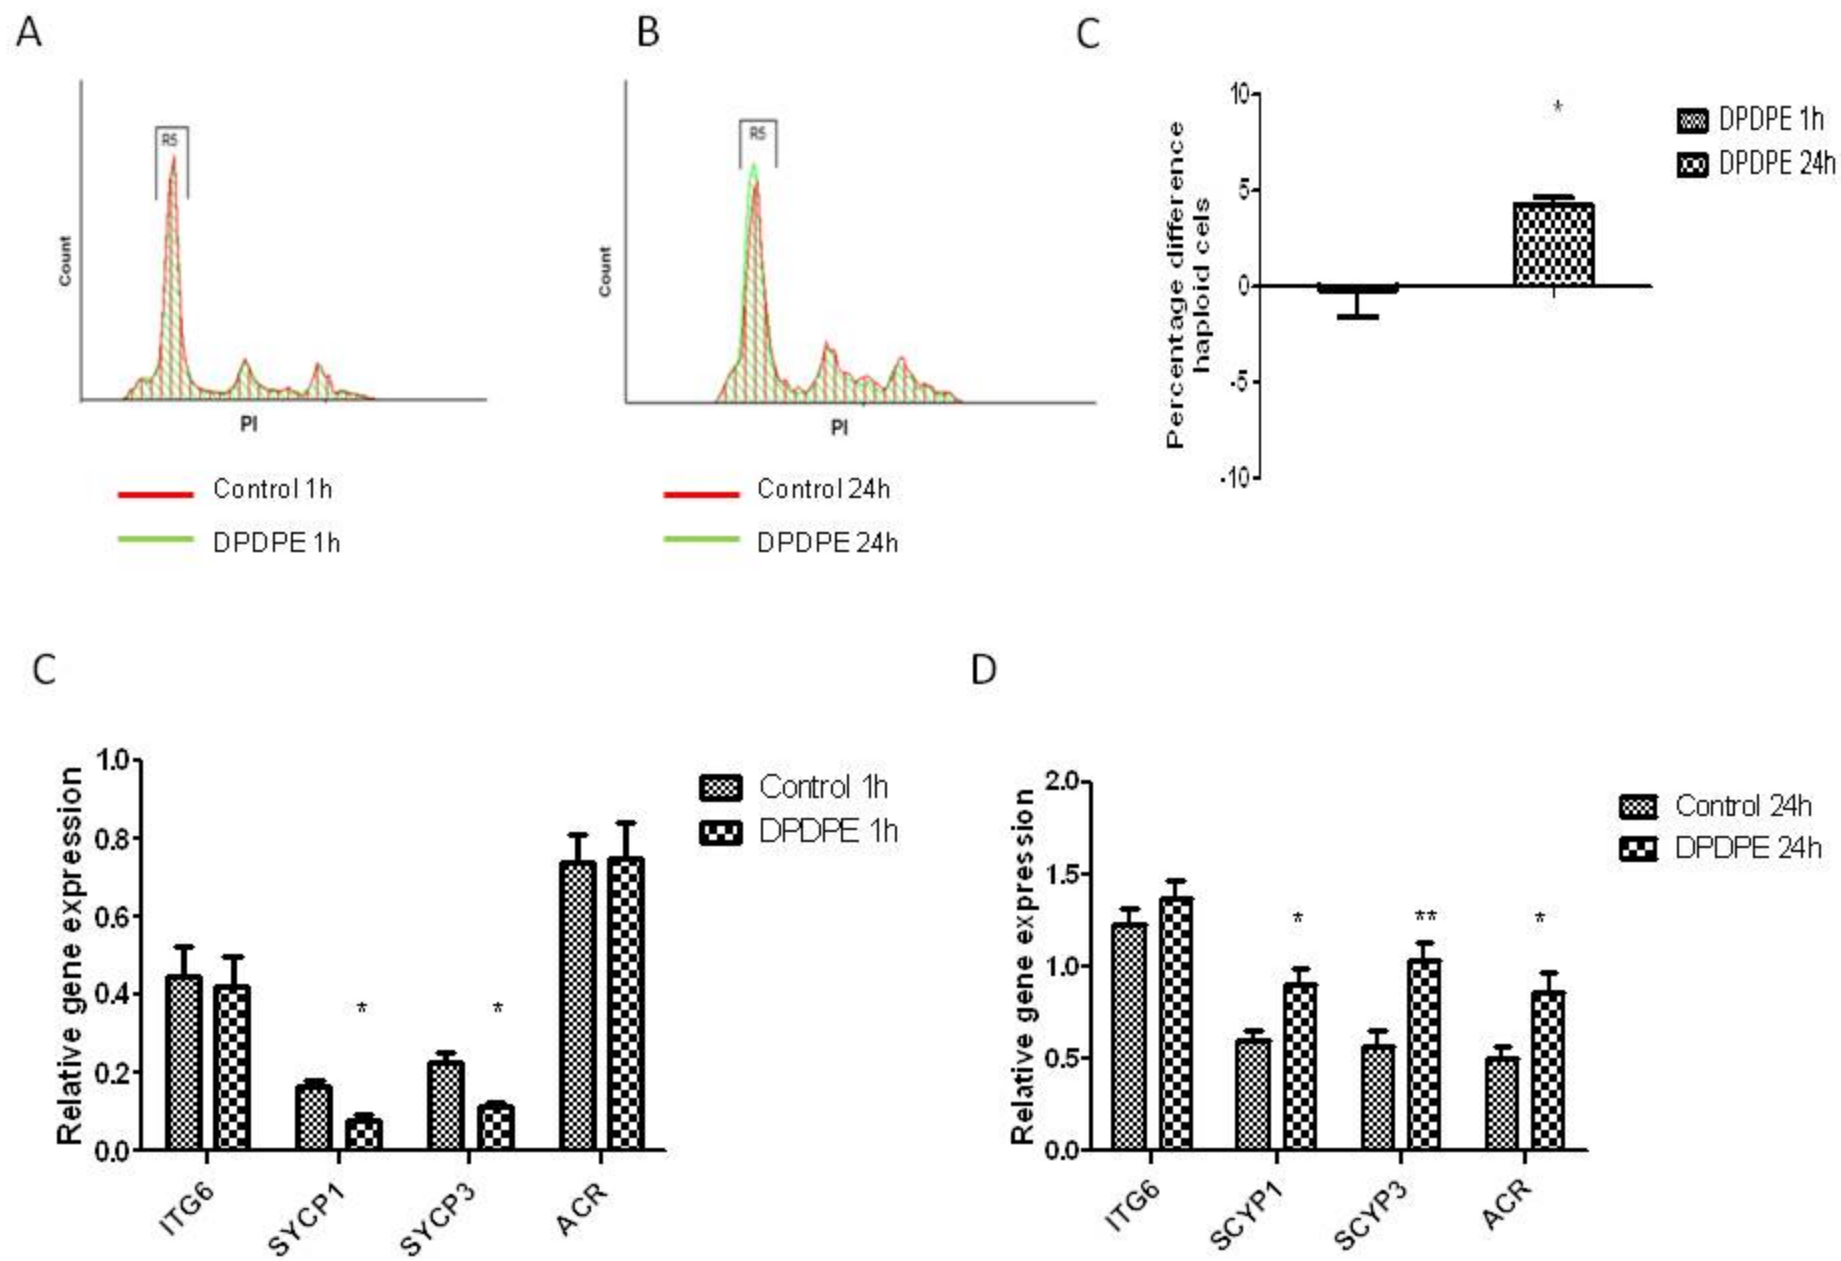 A
B
C
R5
Count
PI
Control 1h
DPDPE 1h
R5
Count
PI
Control 24h
DPDPE 24h
Percentage difference
haploid cels
10
5
0
-5
-10
*
DPDPE 1h
DPDPE 24h
C
Relative gene expression
1.0
0.8
0.6
0.4
0.2
0.0
*
*
ITG6
SYCP1
SYCP3
ACR
Control 1h
DPDPE 1h
D
Relative gene expression
2.0
1.5
1.0
0.5
0.0
*
**
*
ITG6
SCYP1
SCYP3
ACR
Control 24h
DPDPE 24h